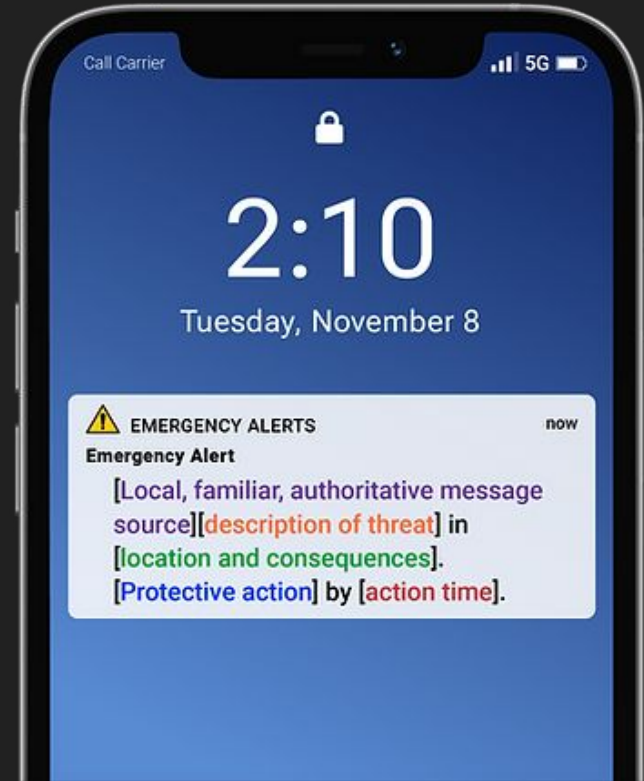 Call Carrier 5G
2:10
Tuesday, November 8
EMERGENCY ALERTS now
Emergency Alert
[Local, familiar, authoritative message
source][description of threat] in
[location and consequences].
[Protective action] by [action time].